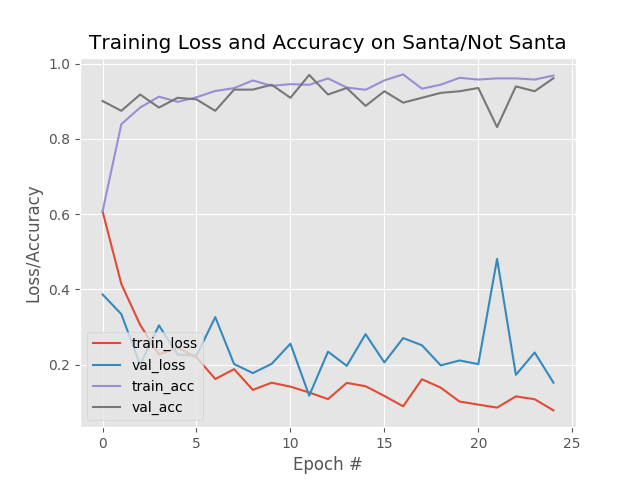 Training Loss and Accuracy on Santa/Not Santa
1.0
0.8
0.6
0.4
0.2
Loss/Accuracy
train_loss
val_loss
train_acc
val_acc
0
5
10
15
20
25
Epoch #